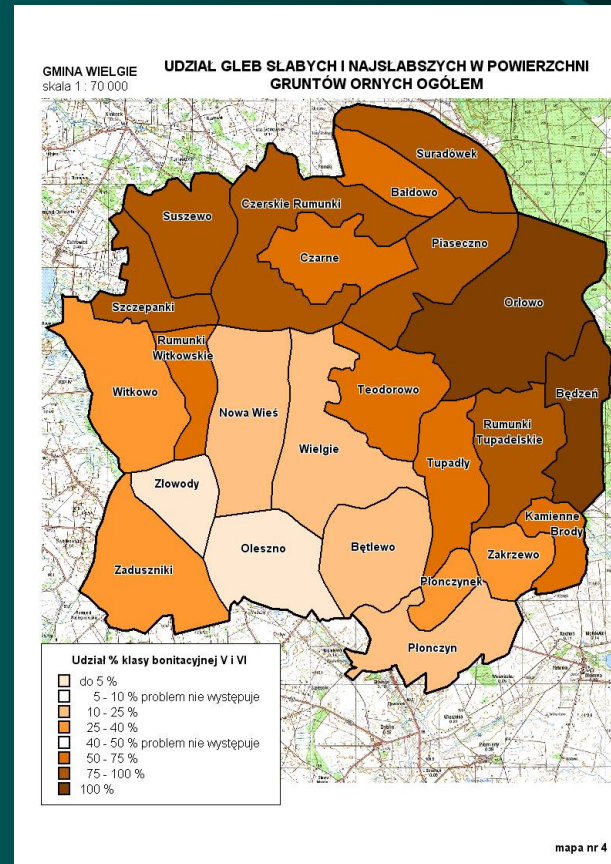 GMINA WIELGIE
skala 1 : 70 000
UDZIAŁ GLEB SŁABYCH I NAJSŁABSZYCH W POWIERZCHNI
GRUNTÓW ORNYCH OGÓŁEM
Suradówek
Bałdowo
Suszewo
Czerskie Rumunki
Piaseczno
Czarne
Orłowo
Szczepanki
Rumunki
Witkowskie
Witkowo
Teodorowo
Będzeń
Nowa Wieś
Rumunki
Tupadelskie
Wielgie
Tupadły
Złowody
Kamienne
Brody
Oleszno
Bętlewo
Zakrzewo
Zaduszniki
Płonczynek
Płonczyn
Udział % klasy bonitacyjnej V i VI
do 5 %
5 - 10 % problem nie występuje
10 - 25 %
25 - 40 %
40 - 50 % problem nie występuje
50 - 75 %
75 - 100 %
100 %
mapa nr 4